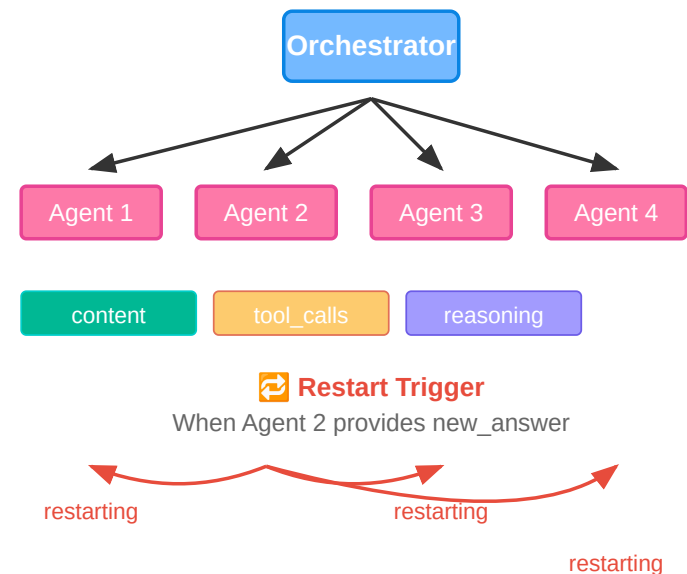 Orchestrator
Agent 1
Agent 2
Agent 3
Agent 4
content
tool_calls
reasoning
🔁 Restart Trigger
When Agent 2 provides new_answer
restarting
restarting
restarting